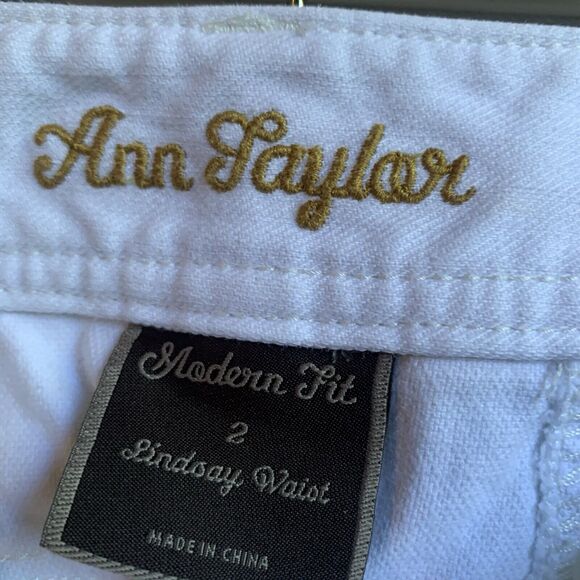 Ann Taylor
Modern Fit
2
Lindsay Waist
MADE IN CHINA